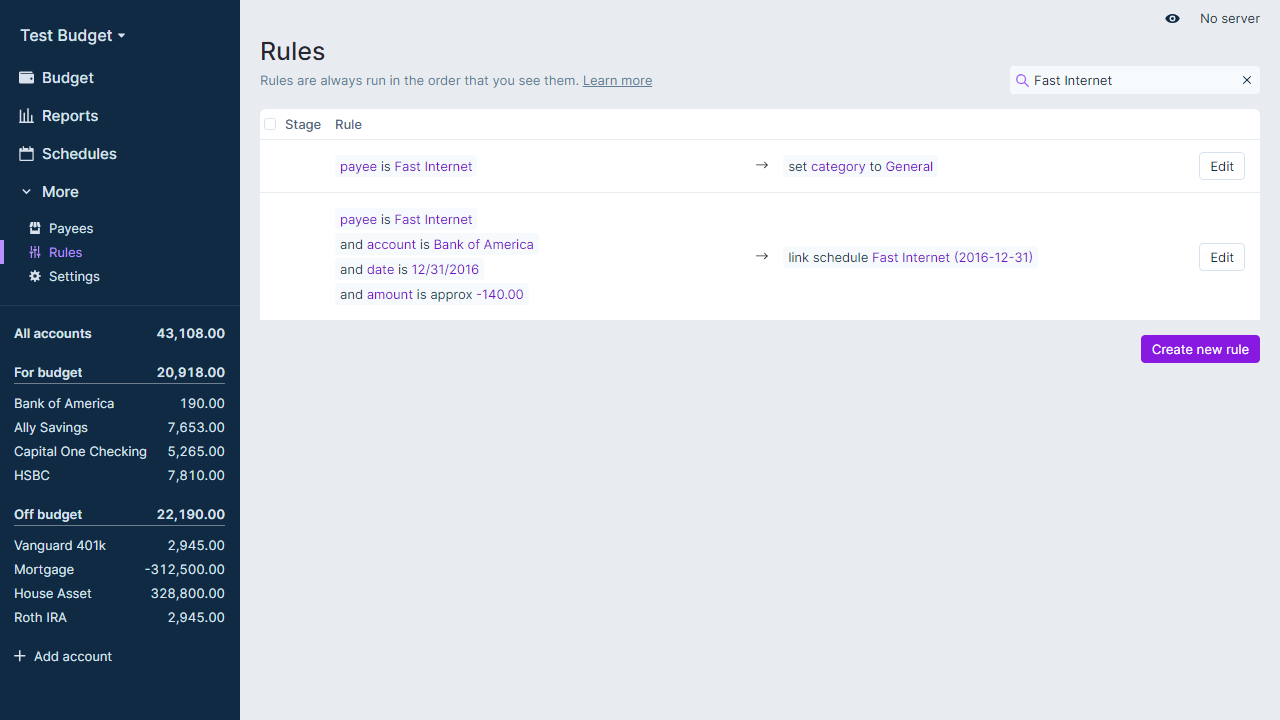 Test Budget
Budget
Reports
Schedules
More
Payees
Rules
Settings
All accounts 43,108.00
For budget 20,918.00
Bank of America 190.00
Ally Savings 7,653.00
Capital One Checking 5,265.00
HSBC 7,810.00
Off budget 22,190.00
Vanguard 401k 2,945.00
Mortgage -312,500.00
House Asset 328,800.00
Roth IRA 2,945.00
Add account
No server
Rules
Rules are always run in the order that you see them. Learn more
Fast Internet
Stage Rule
payee is Fast Internet → set category to General Edit
payee is Fast Internet
and account is Bank of America
and date is 12/31/2016
and amount is approx -140.00
→ link schedule Fast Internet (2016-12-31) Edit
Create new rule